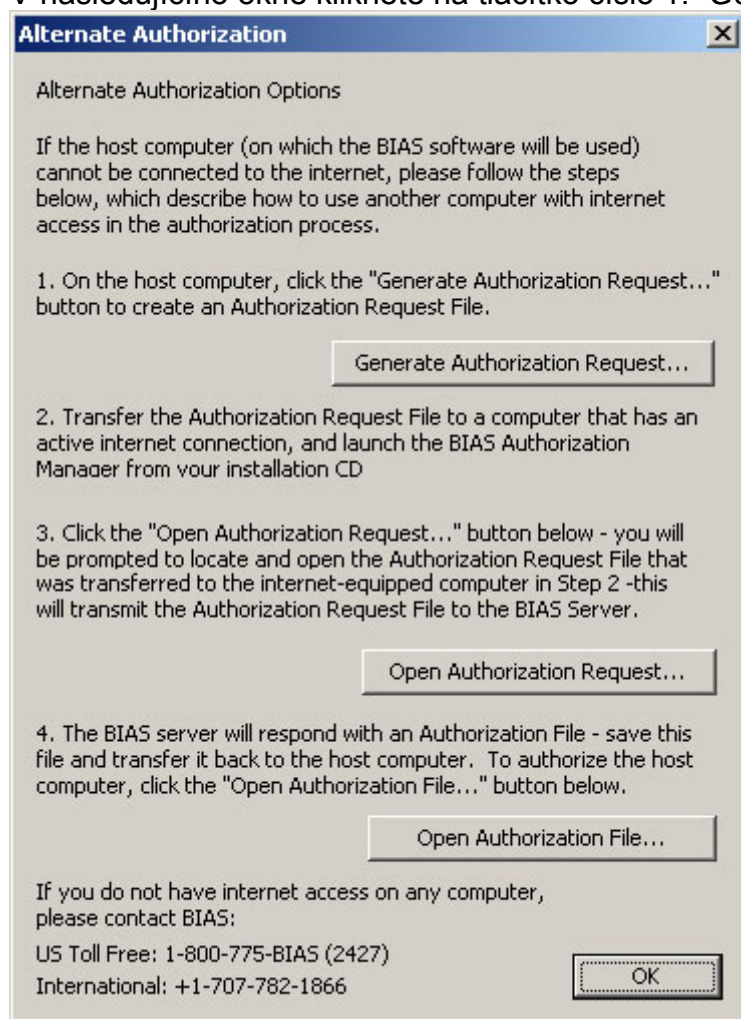 v následujícího okně klikněte na tlačítko číslo 1. "Ge
Alternate Authorization
Alternate Authorization Options
If the host computer (on which the BIAS software will be used)
cannot be connected to the internet, please follow the steps
below, which describe how to use another computer with internet
access in the authorization process.
1. On the host computer, click the "Generate Authorization Request..."
button to create an Authorization Request File.
Generate Authorization Request...
2. Transfer the Authorization Request File to a computer that has an
active internet connection, and launch the BIAS Authorization
Manager from your installation CD
3. Click the "Open Authorization Request..." button below - you will
be prompted to locate and open the Authorization Request File that
was transferred to the internet-equipped computer in Step 2 -this
will transmit the Authorization Request File to the BIAS Server.
Open Authorization Request...
4. The BIAS server will respond with an Authorization File - save this
file and transfer it back to the host computer. To authorize the host
computer, click the "Open Authorization File..." button below.
Open Authorization File...
If you do not have internet access on any computer,
please contact BIAS:
US Toll Free: 1-800-775-BIAS (2427)
International: +1-707-782-1866
OK